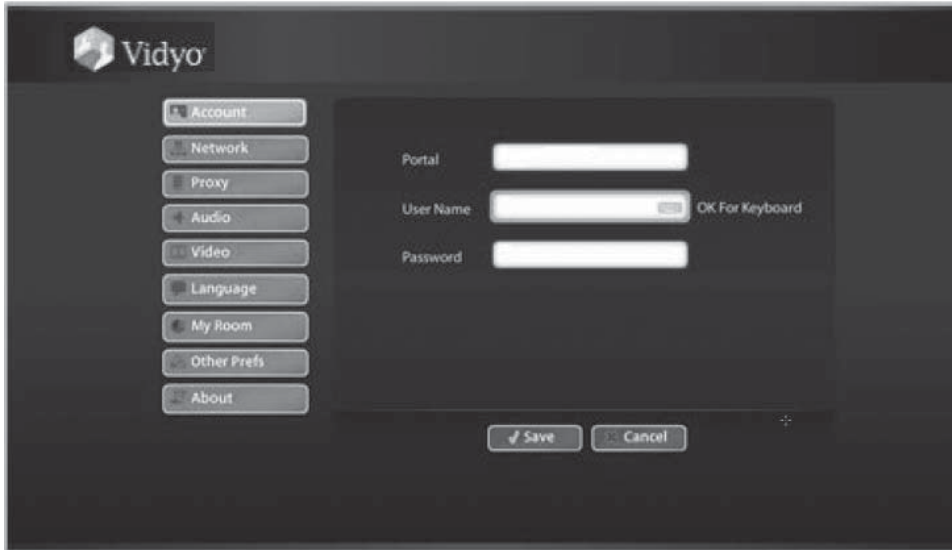 Vidyo
Account
Network
Proxy
Audio
Video
Language
My Room
Other Prefs
About
Portal
User Name
OK For Keyboard
Password
Save
Cancel